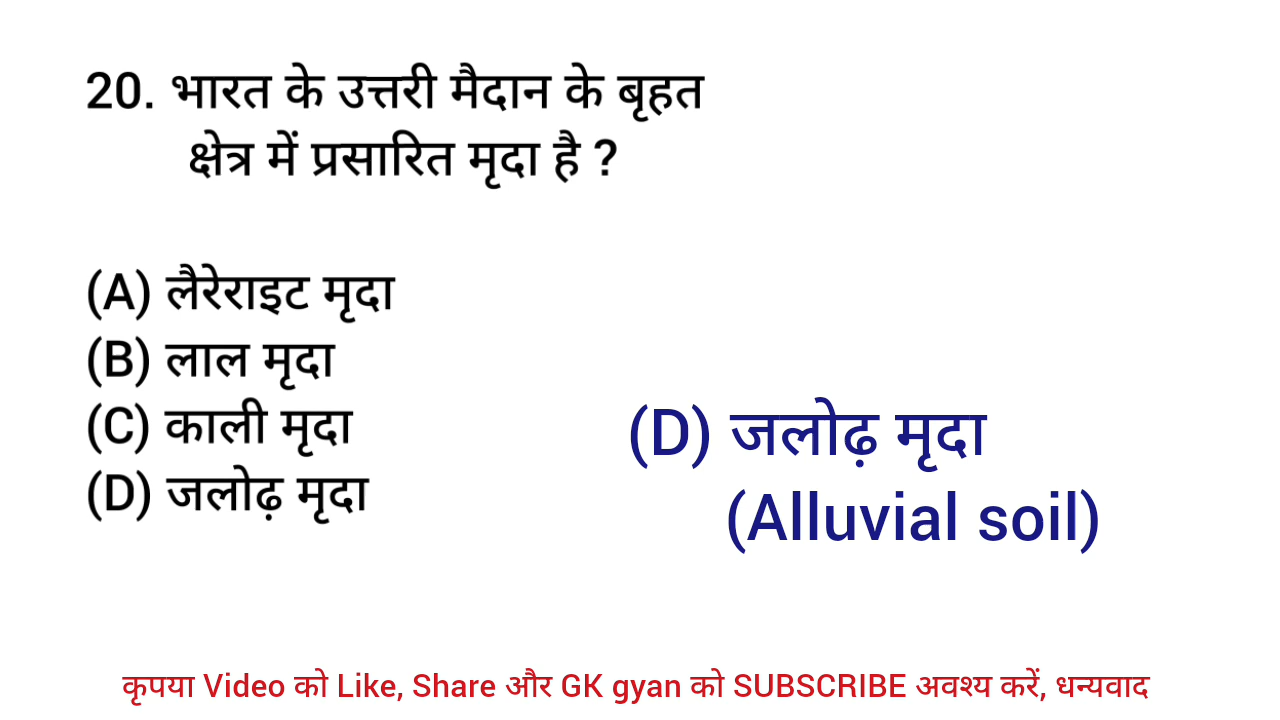 20. भारत के उत्तरी मैदान के बृहत
क्षेत्र में प्रसारित मृदा है ?
(A) लैरेराइट मृदा
(B) लाल मृदा
(C) काली मृदा
(D) जलोढ़ मृदा
(D) जलोढ़ मृदा
(Alluvial soil)
कृपया Video को Like, Share और GK gyan को SUBSCRIBE अवश्य करें, धन्यवाद